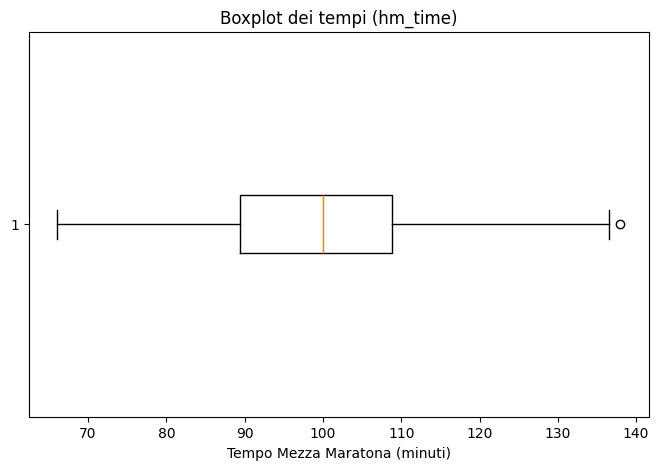 Boxplot dei tempi (hm_time)
1
70 80 90 100 110 120 130 140
Tempo Mezza Maratona (minuti)